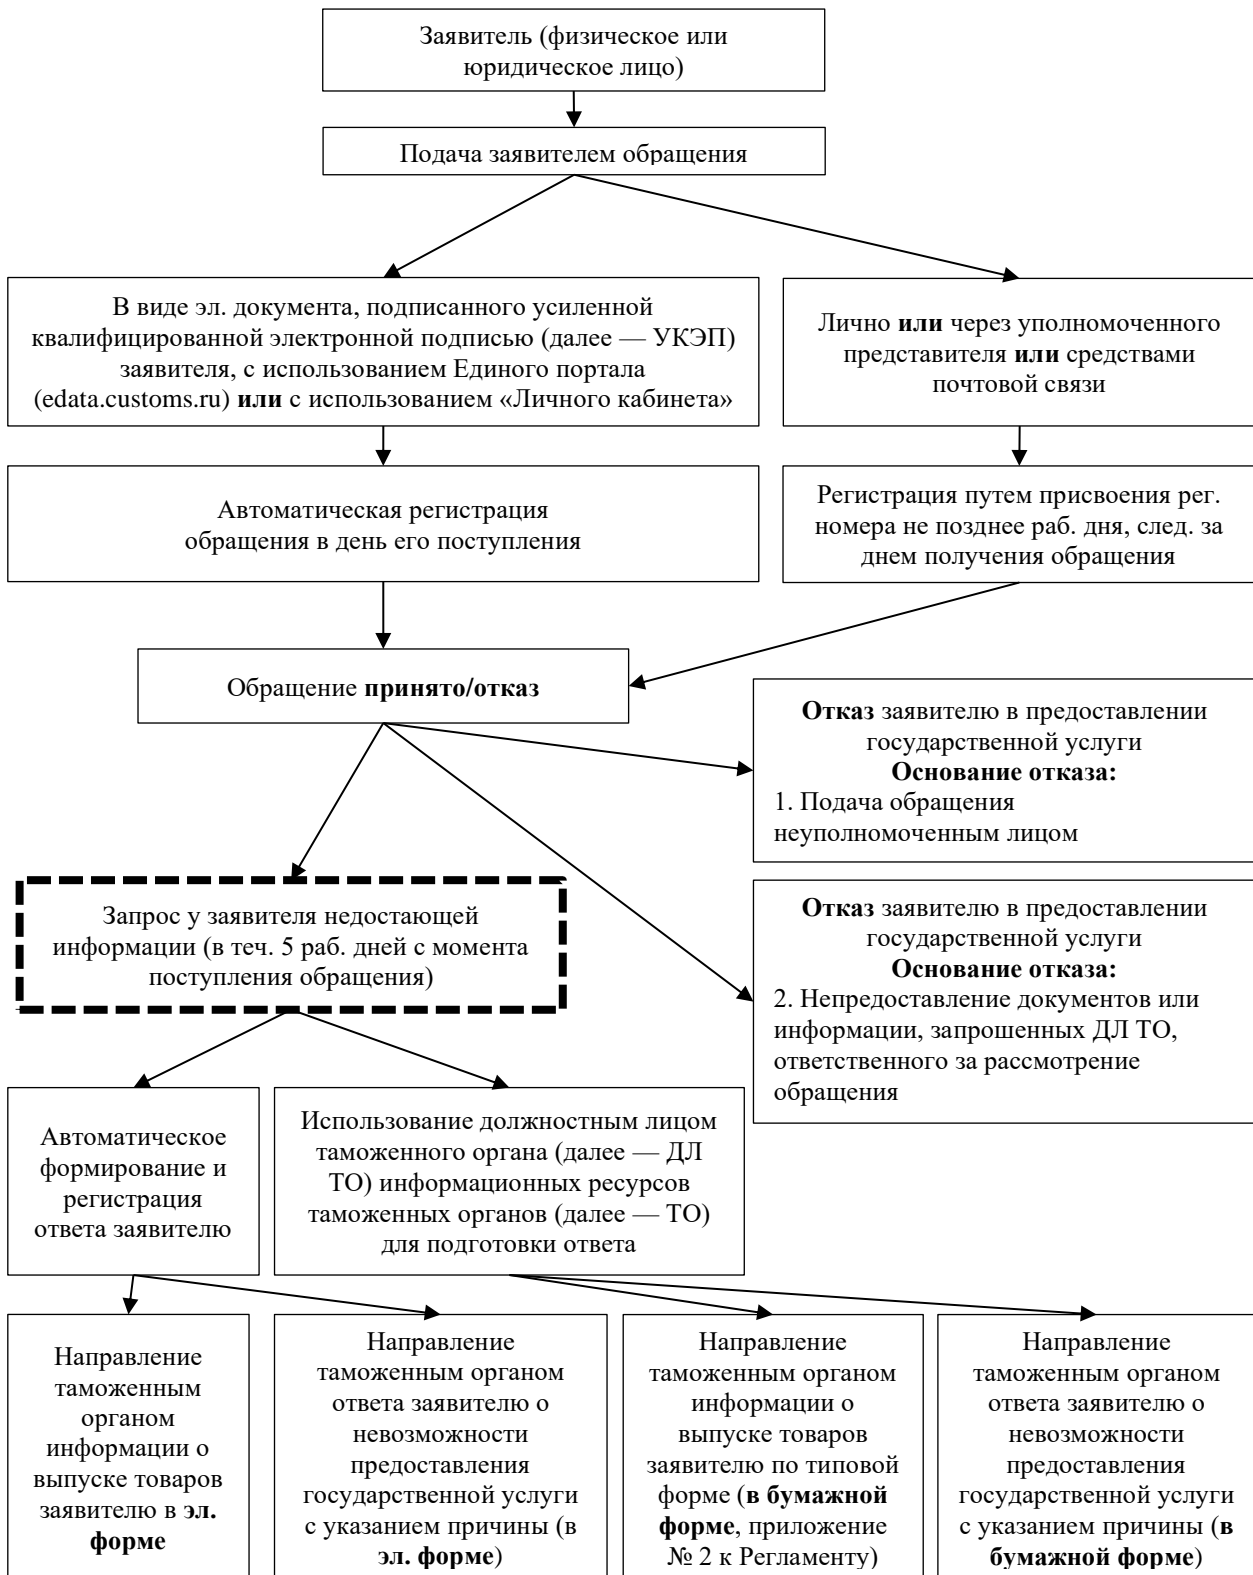 Заявитель (физическое или
юридическое лицо)
Подача заявителем обращения
В виде эл. документа, подписанного усиленной
квалифицированной электронной подписью (далее — УКЭП)
заявителя, с использованием Единого портала
(edata.customs.ru) или с использованием «Личного кабинета»
Лично или через уполномоченного
представителя или средствами
почтовой связи
Автоматическая регистрация
обращения в день его поступления
Регистрация путем присвоения рег.
номера не позднее раб. дня, след. за
днем получения обращения
Обращение принято/отказ
Отказ заявителю в предоставлении
государственной услуги
Основание отказа:
1. Подача обращения
неуполномоченным лицом
Запрос у заявителя недостающей
информации (в теч. 5 раб. дней с момента
поступления обращения)
Отказ заявителю в предоставлении
государственной услуги
Основание отказа:
2. Непредоставление документов или
информации, запрошенных ДЛ ТО,
ответственного за рассмотрение
обращения
Автоматическое
формирование и
регистрация
ответа заявителю
Использование должностным лицом
таможенного органа (далее — ДЛ
ТО) информационных ресурсов
таможенных органов (далее — ТО)
для подготовки ответа
Направление
таможенным
органом
информации о
выпуске товаров
заявителю в эл.
форме
Направление
таможенным органом
ответа заявителю о
невозможности
предоставления
государственной услуги
с указанием причины (в
эл. форме)
Направление
таможенным органом
информации о
выпуске товаров
заявителю по типовой
форме (в бумажной
форме, приложение
№ 2 к Регламенту)
Направление
таможенным органом
ответа заявителю о
невозможности
предоставления
государственной услуги
с указанием причины (в
бумажной форме)